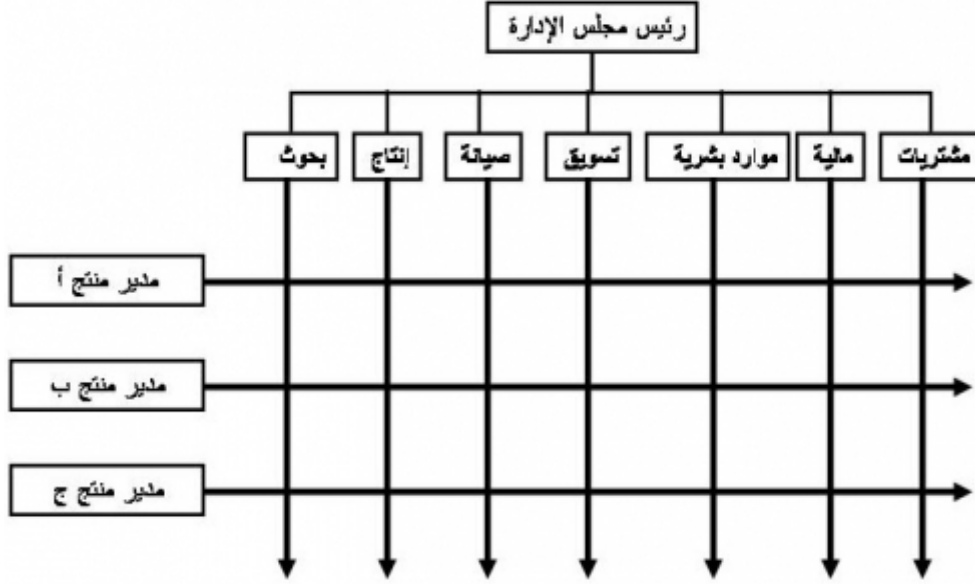 رئيس مجلس الإدارة
مشتريات
مالية
موارد بشرية
تسويق
صيانة
إنتاج
بحوث
مدير منتج أ
مدير منتج ب
مدير منتج ج